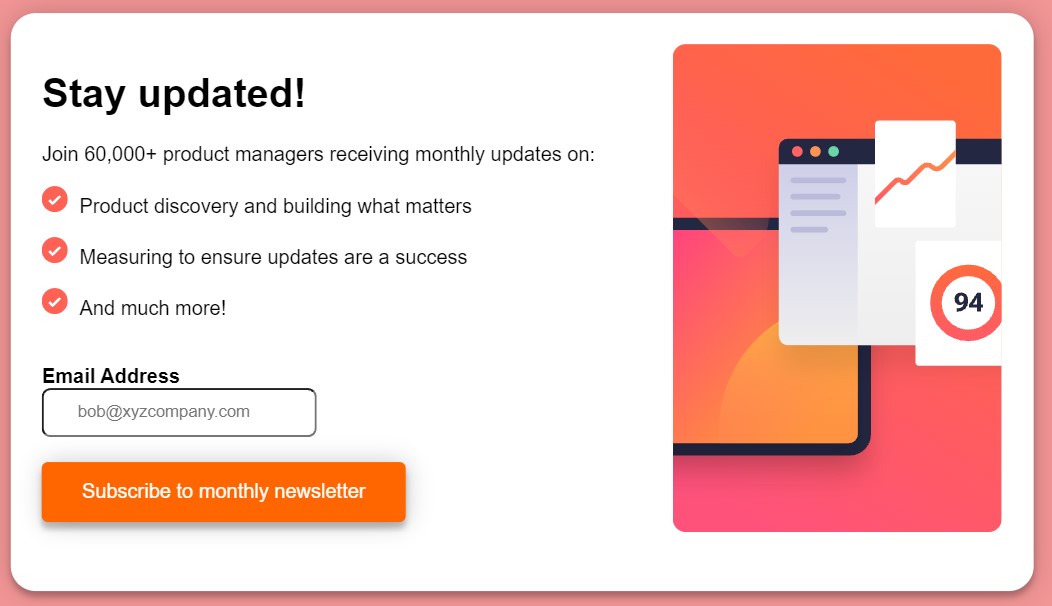 Stay updated!
Join 60,000+ product managers receiving monthly updates on:
Product discovery and building what matters
Measuring to ensure updates are a success
And much more!
Email Address
bob@xyzcompany.com
Subscribe to monthly newsletter
94